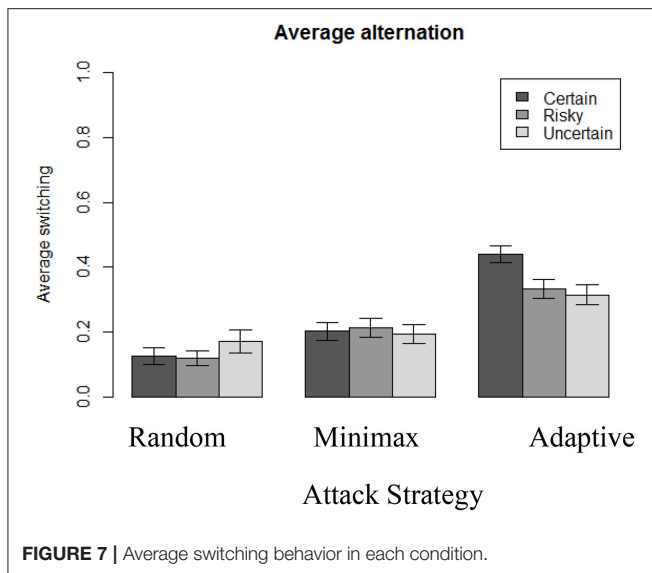 Average alternation
Average switching
1.0
0.8
0.6
0.4
0.2
0.0
Certain
Risky
Uncertain
Random Minimax Adaptive
Attack Strategy
FIGURE 7 | Average switching behavior in each condition.